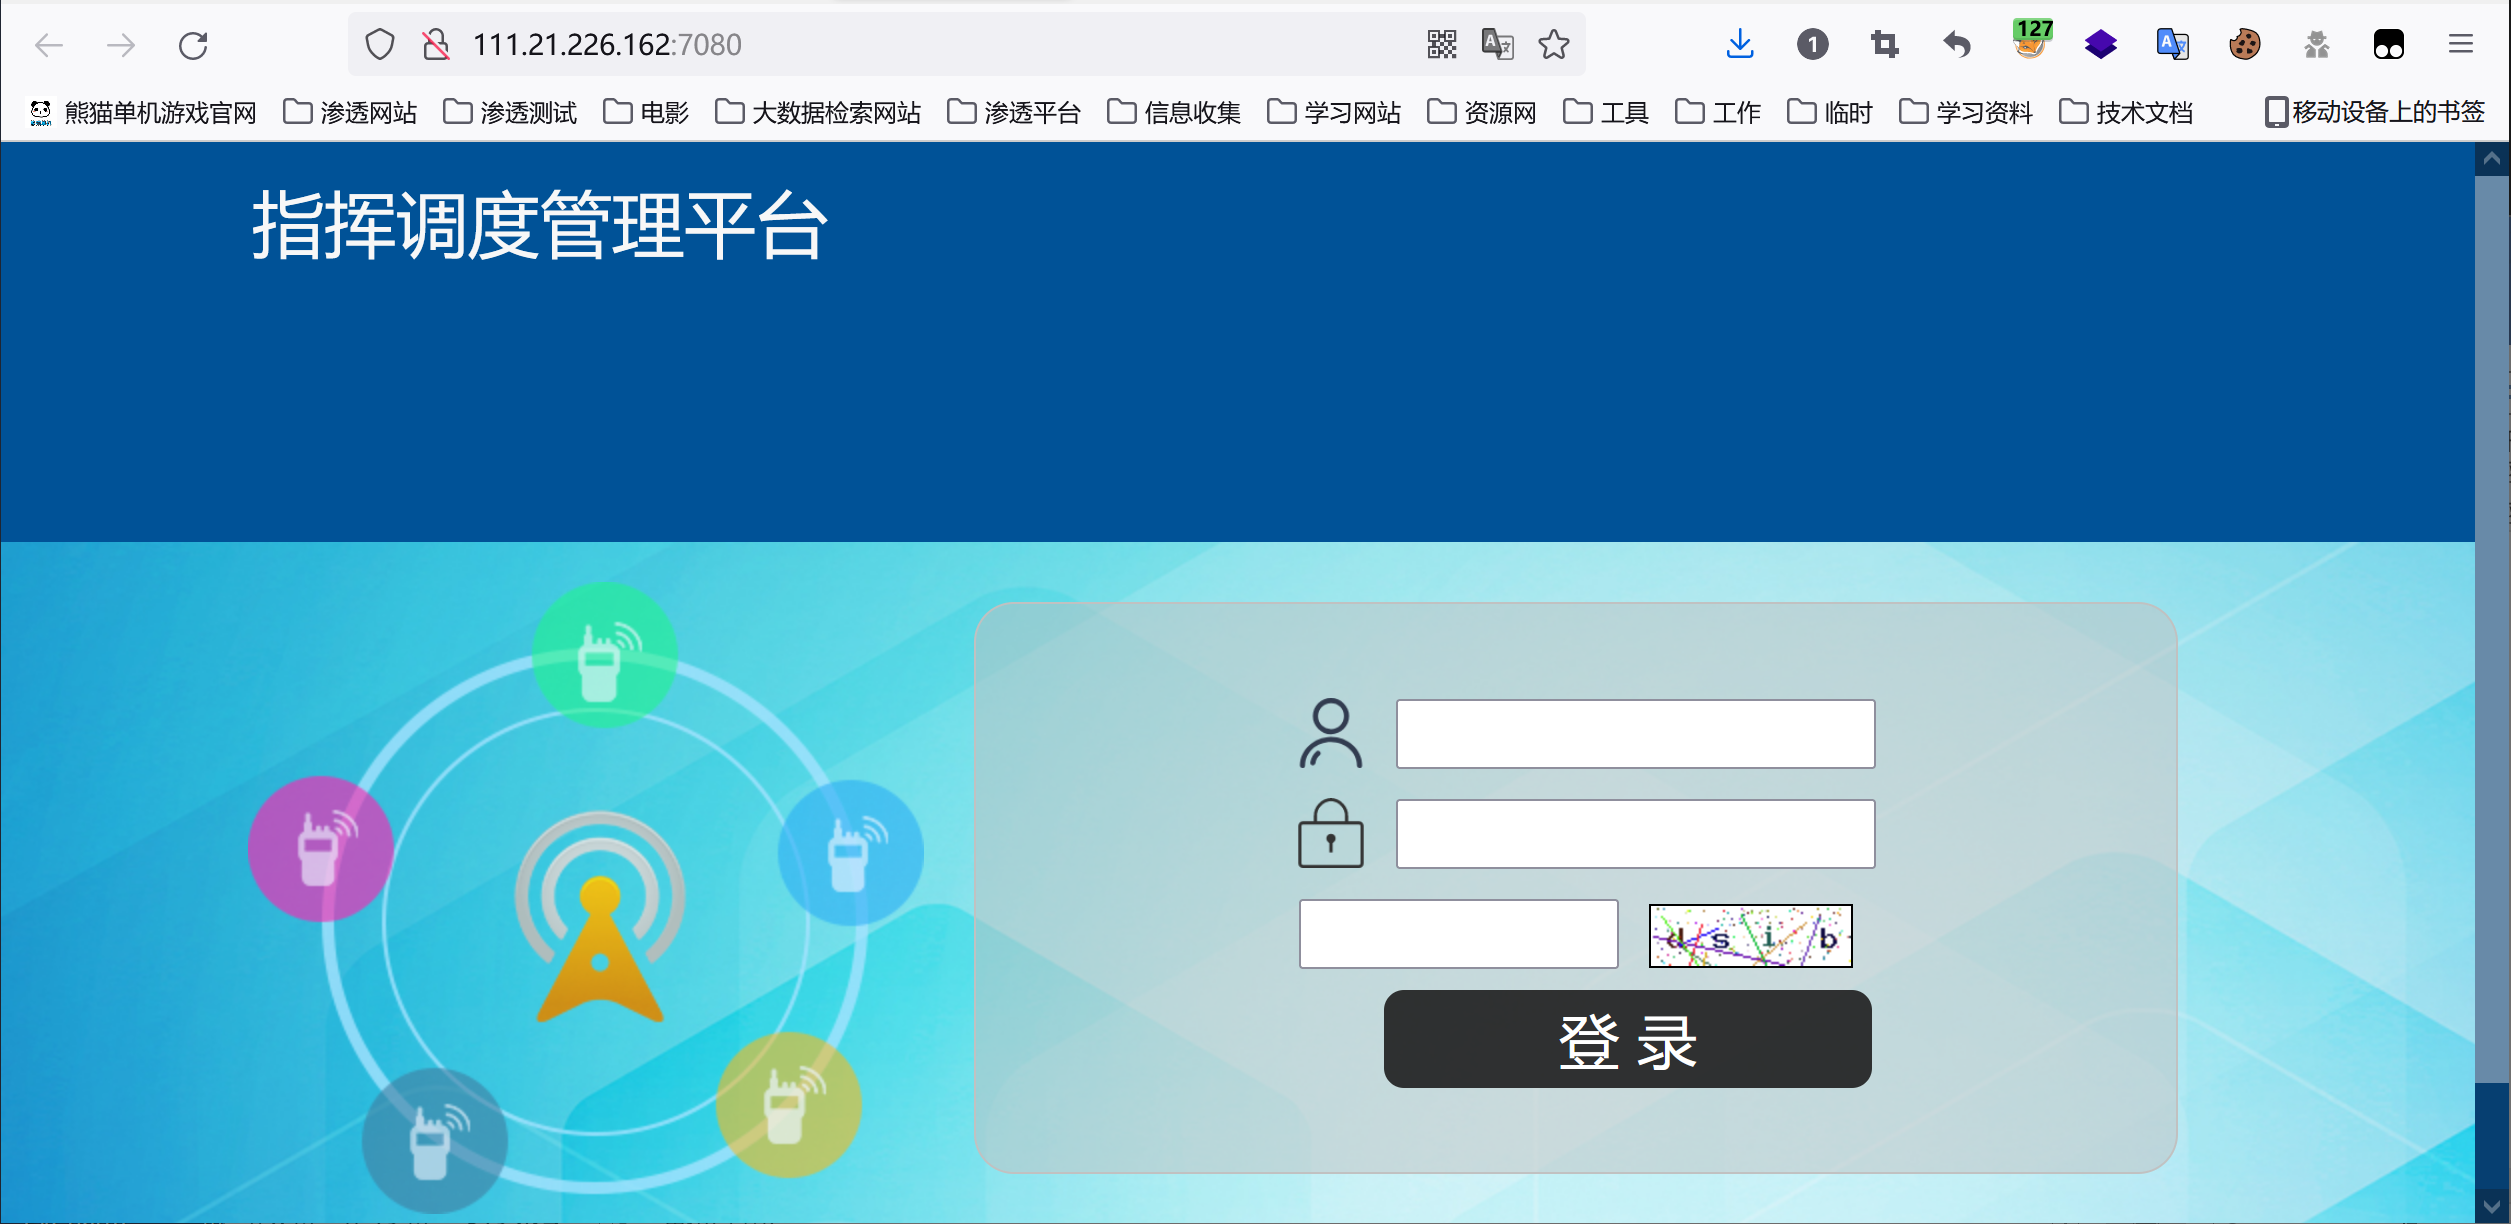 111.21.226.162:7080
127
1
熊猫单机游戏官网 渗透网站 渗透测试 电影 大数据检索网站 渗透平台 信息收集 学习网站 资源网 工具 工作 临时 学习资料 技术文档 移动设备上的书签
指挥调度管理平台
d s i b
登 录